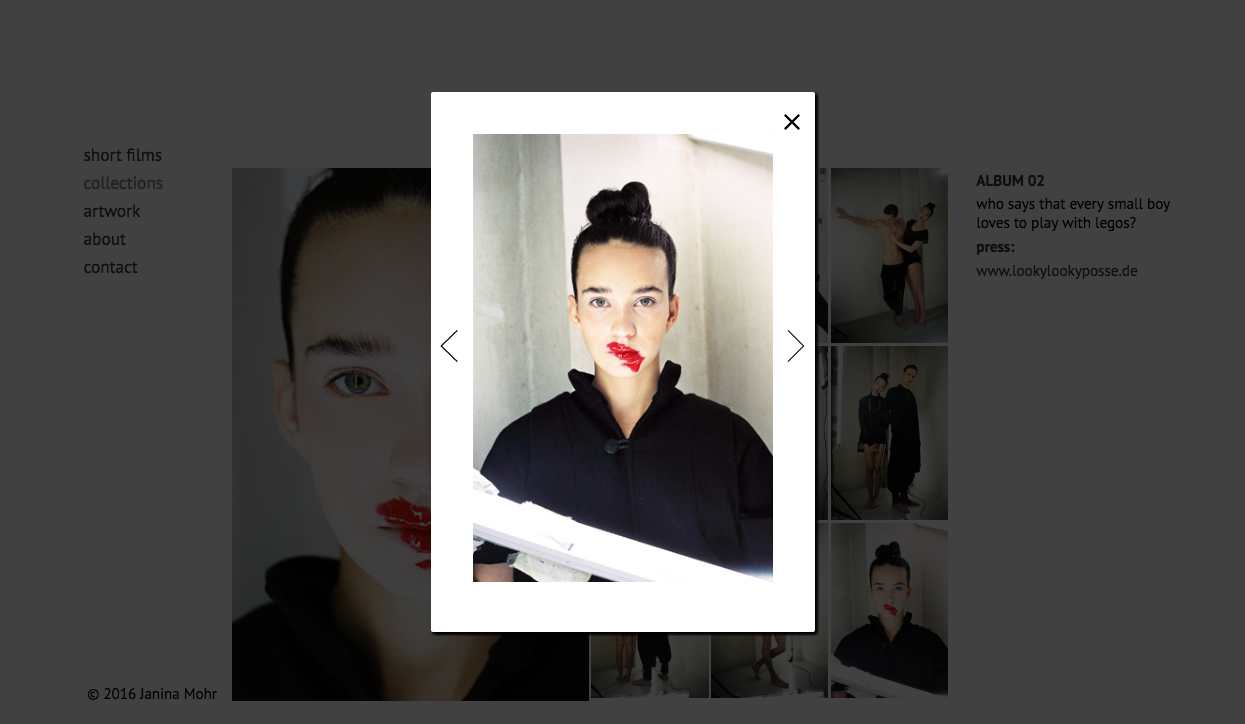 short films
collections
artwork
about
contact
ALBUM 02
who says that every small boy
loves to play with legos?
press:
www.lookylookyposse.de
© 2016 Janina Mohr